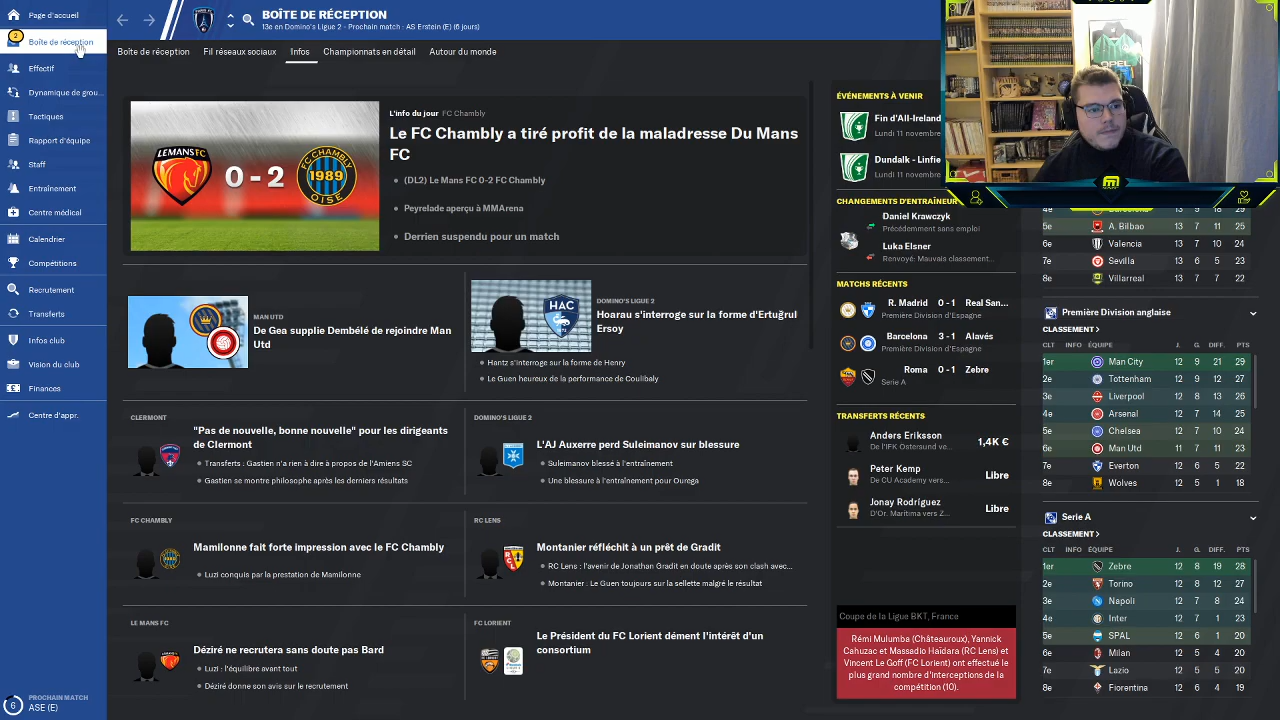 Page d'accueil
2
Boîte de réception
Effectif
Dynamique de grou...
Tactiques
Rapport d'équipe
Staff
Entraînement
Centre médical
Calendrier
Compétitions
Recrutement
Transferts
Infos club
Vision du club
Finances
Centre d'appr.
PROCHAIN MATCH
6
ASE (E)
BOÎTE DE RÉCEPTION
13e en Domino's Ligue 2 - Prochain match - AS Erstein (E) (6 jours)
Boîte de réception
Fil réseaux sociaux
Infos
Championnats en détail
Autour du monde
LEMANS FC
0 - 2
FC CHAMBLY
1989
OISE
L'info du jour FC Chambly
Le FC Chambly a tiré profit de la maladresse Du Mans
FC
(DL2) Le Mans FC 0-2 FC Chambly
Peyrelade aperçu à MMArena
Derrien suspendu pour un match
MAN UTD
De Gea supplie Dembélé de rejoindre Man
Utd
HAC
DOMINO'S LIGUE 2
Hoarau s'interroge sur la forme d'Ertuğrul
Ersoy
Hantz s'interroge sur la forme de Henry
Le Guen heureux de la performance de Coulibaly
CLERMONT
"Pas de nouvelle, bonne nouvelle" pour les dirigeants
de Clermont
Transferts : Gastien n'a rien à dire à propos de l'Amiens SC
Gastien se montre philosophe après les derniers résultats
DOMINO'S LIGUE 2
L'AJ Auxerre perd Suleimanov sur blessure
Suleimanov blessé à l'entraînement
Une blessure à l'entraînement pour Ourega
FC CHAMBLY
Mamilonne fait forte impression avec le FC Chambly
Luzi conquis par la prestation de Mamilonne
RC LENS
Montanier réfléchit à un prêt de Gradit
RC Lens : l'avenir de Jonathan Gradit en doute après son clash avec...
Montanier : Le Guen toujours sur la sellette malgré le résultat
LE MANS FC
Déziré ne recrutera sans doute pas Bard
Luzi : l'équilibre avant tout
Déziré donne son avis sur le recrutement
FC LORIENT
Le Président du FC Lorient dément l'intérêt d'un
consortium
ÉVÉNEMENTS À VENIR
Fin d'All-Ireland
Lundi 11 novembre
Dundalk - Linfie
Lundi 11 novembre
CHANGEMENTS D'ENTRAÎNEUR
Daniel Krawczyk
Précédemment sans emploi
Luka Elsner
Renvoyé: Mauvais classement...
MATCHS RÉCENTS
R. Madrid 0 - 1 Real San...
Première Division d'Espagne
Barcelona 3 - 1 Alavés
Première Division d'Espagne
Roma 0 - 1 Zebre
Serie A
TRANSFERTS RÉCENTS
Anders Eriksson
De l'IFK Östersund ve...
1,4K €
Peter Kemp
De CU Academy vers...
Libre
Jonay Rodríguez
D'Or. Marítima vers Z...
Libre
Coupe de la Ligue BKT, France
Rémi Mulumba (Châteauroux), Yannick
Cahuzac et Massadio Haïdara (RC Lens) et
Vincent Le Goff (FC Lorient) ont effectué le
plus grand nombre d'interceptions de la
compétition (10).
OPEL
5e A. Bilbao 13 7 11 25
6e Valencia 13 7 10 24
7e Sevilla 13 6 5 23
8e Villarreal 13 7 7 22
Première Division anglaise
CLASSEMENT >
CLT INFO ÉQUIPE J. G DIFF. PTS
1er Man City 12 9 21 29
2e Tottenham 12 9 12 27
3e Liverpool 12 8 13 26
4e Arsenal 12 7 14 25
5e Chelsea 12 7 10 24
6e Man Utd 11 7 11 23
7e Everton 12 6 5 22
8e Wolves 12 5 1 18
Serie A
CLASSEMENT >
CLT INFO ÉQUIPE J. G DIFF. PTS
1er Zebre 12 8 19 28
2e Torino 12 8 12 27
3e Napoli 12 7 8 24
4e Inter 12 6 1 23
5e SPAL 12 6 1 20
6e Milan 12 5 4 20
7e Lazio 12 5 5 20
8e Fiorentina 12 6 4 19